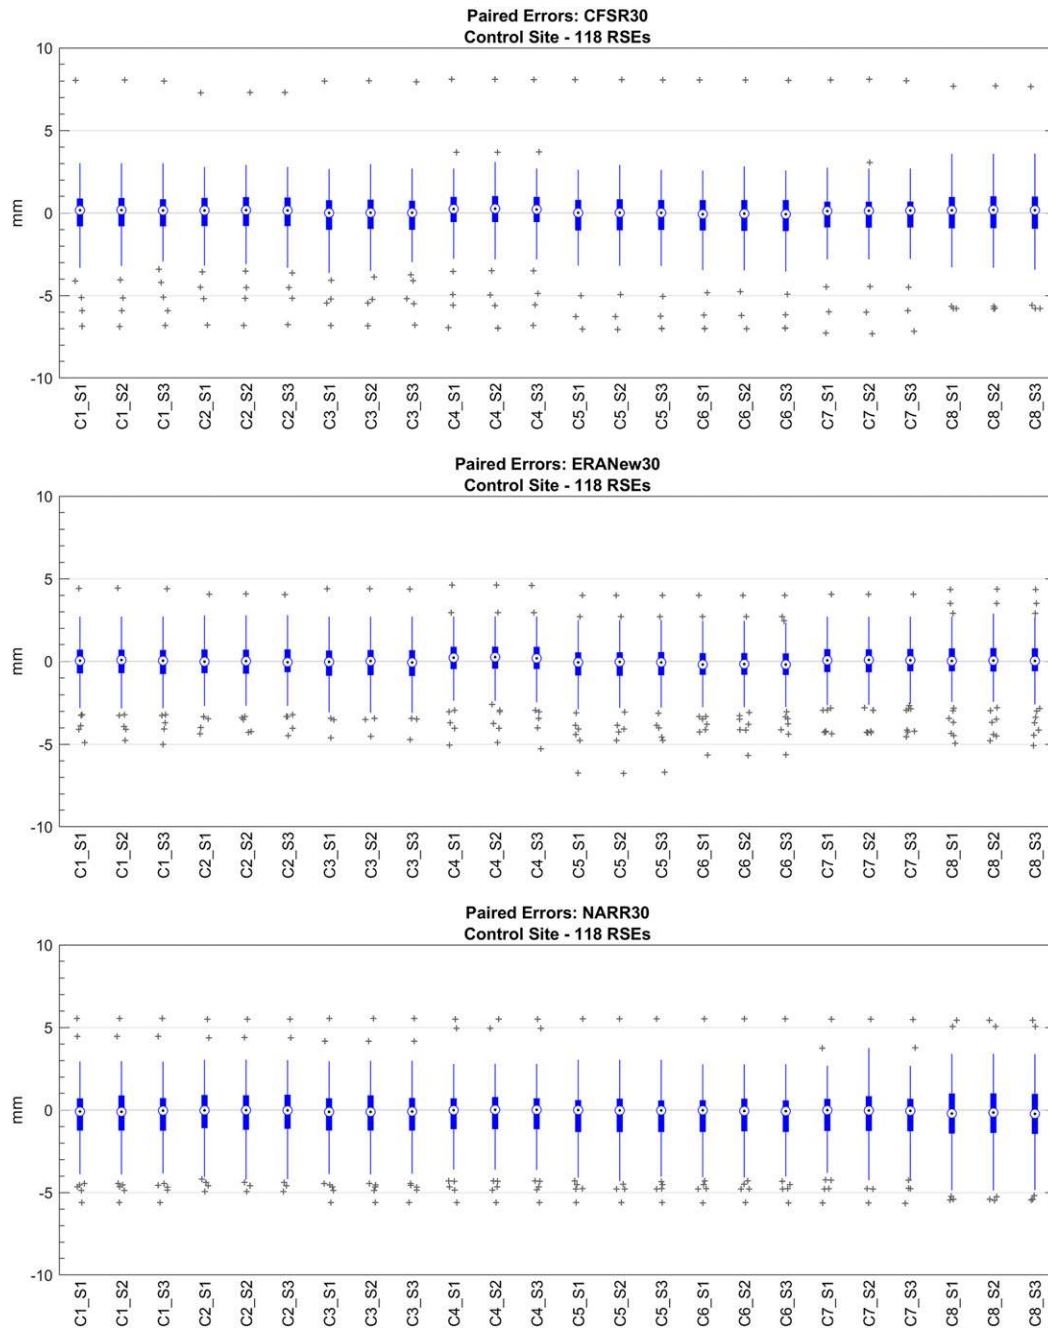 Paired Errors: CFSR30
Control Site - 118 RSEs
10
5
0
-5
-10
mm
C1_S1 C1_S2 C1_S3 C2_S1 C2_S2 C2_S3 C3_S1 C3_S2 C3_S3 C4_S1 C4_S2 C4_S3 C5_S1 C5_S2 C5_S3 C6_S1 C6_S2 C6_S3 C7_S1 C7_S2 C7_S3 C8_S1 C8_S2 C8_S3
Paired Errors: ERANew30
Control Site - 118 RSEs
10
5
0
-5
-10
mm
C1_S1 C1_S2 C1_S3 C2_S1 C2_S2 C2_S3 C3_S1 C3_S2 C3_S3 C4_S1 C4_S2 C4_S3 C5_S1 C5_S2 C5_S3 C6_S1 C6_S2 C6_S3 C7_S1 C7_S2 C7_S3 C8_S1 C8_S2 C8_S3
Paired Errors: NARR30
Control Site - 118 RSEs
10
5
0
-5
-10
mm
C1_S1 C1_S2 C1_S3 C2_S1 C2_S2 C2_S3 C3_S1 C3_S2 C3_S3 C4_S1 C4_S2 C4_S3 C5_S1 C5_S2 C5_S3 C6_S1 C6_S2 C6_S3 C7_S1 C7_S2 C7_S3 C8_S1 C8_S2 C8_S3